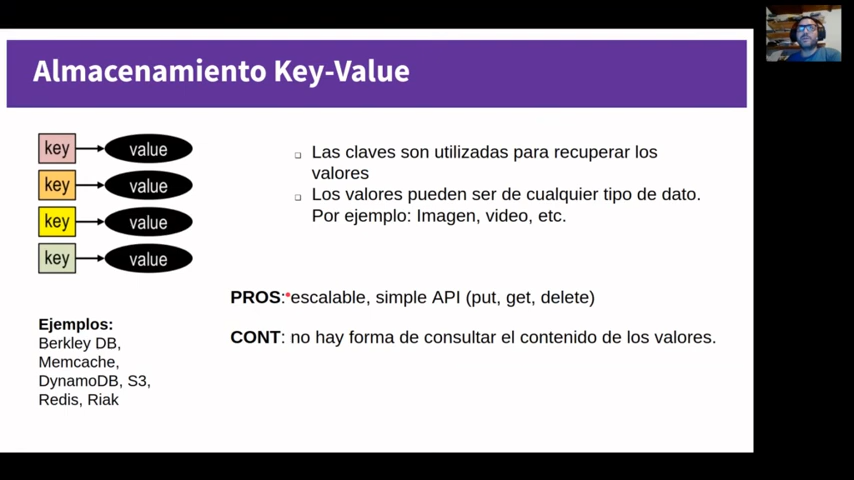 Almacenamiento Key-Value
key value
key value
key value
key value
Las claves son utilizadas para recuperar los
valores
Los valores pueden ser de cualquier tipo de dato.
Por ejemplo: Imagen, video, etc.
PROS: escalable, simple API (put, get, delete)
CONT: no hay forma de consultar el contenido de los valores.
Ejemplos:
Berkley DB,
Memcache,
DynamoDB, S3,
Redis, Riak